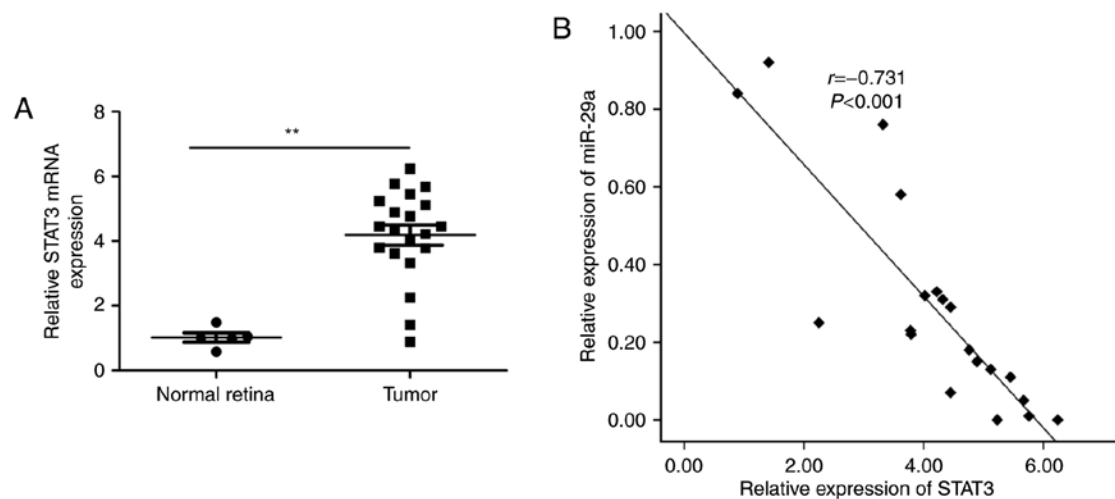 A
Relative STAT3 mRNA
expression
8
6
4
2
0
**
Normal retina
Tumor
B
Relative expression of miR-29a
1.00
0.80
0.60
0.40
0.20
0.00
r=−0.731
P<0.001
0.00
2.00
4.00
6.00
Relative expression of STAT3